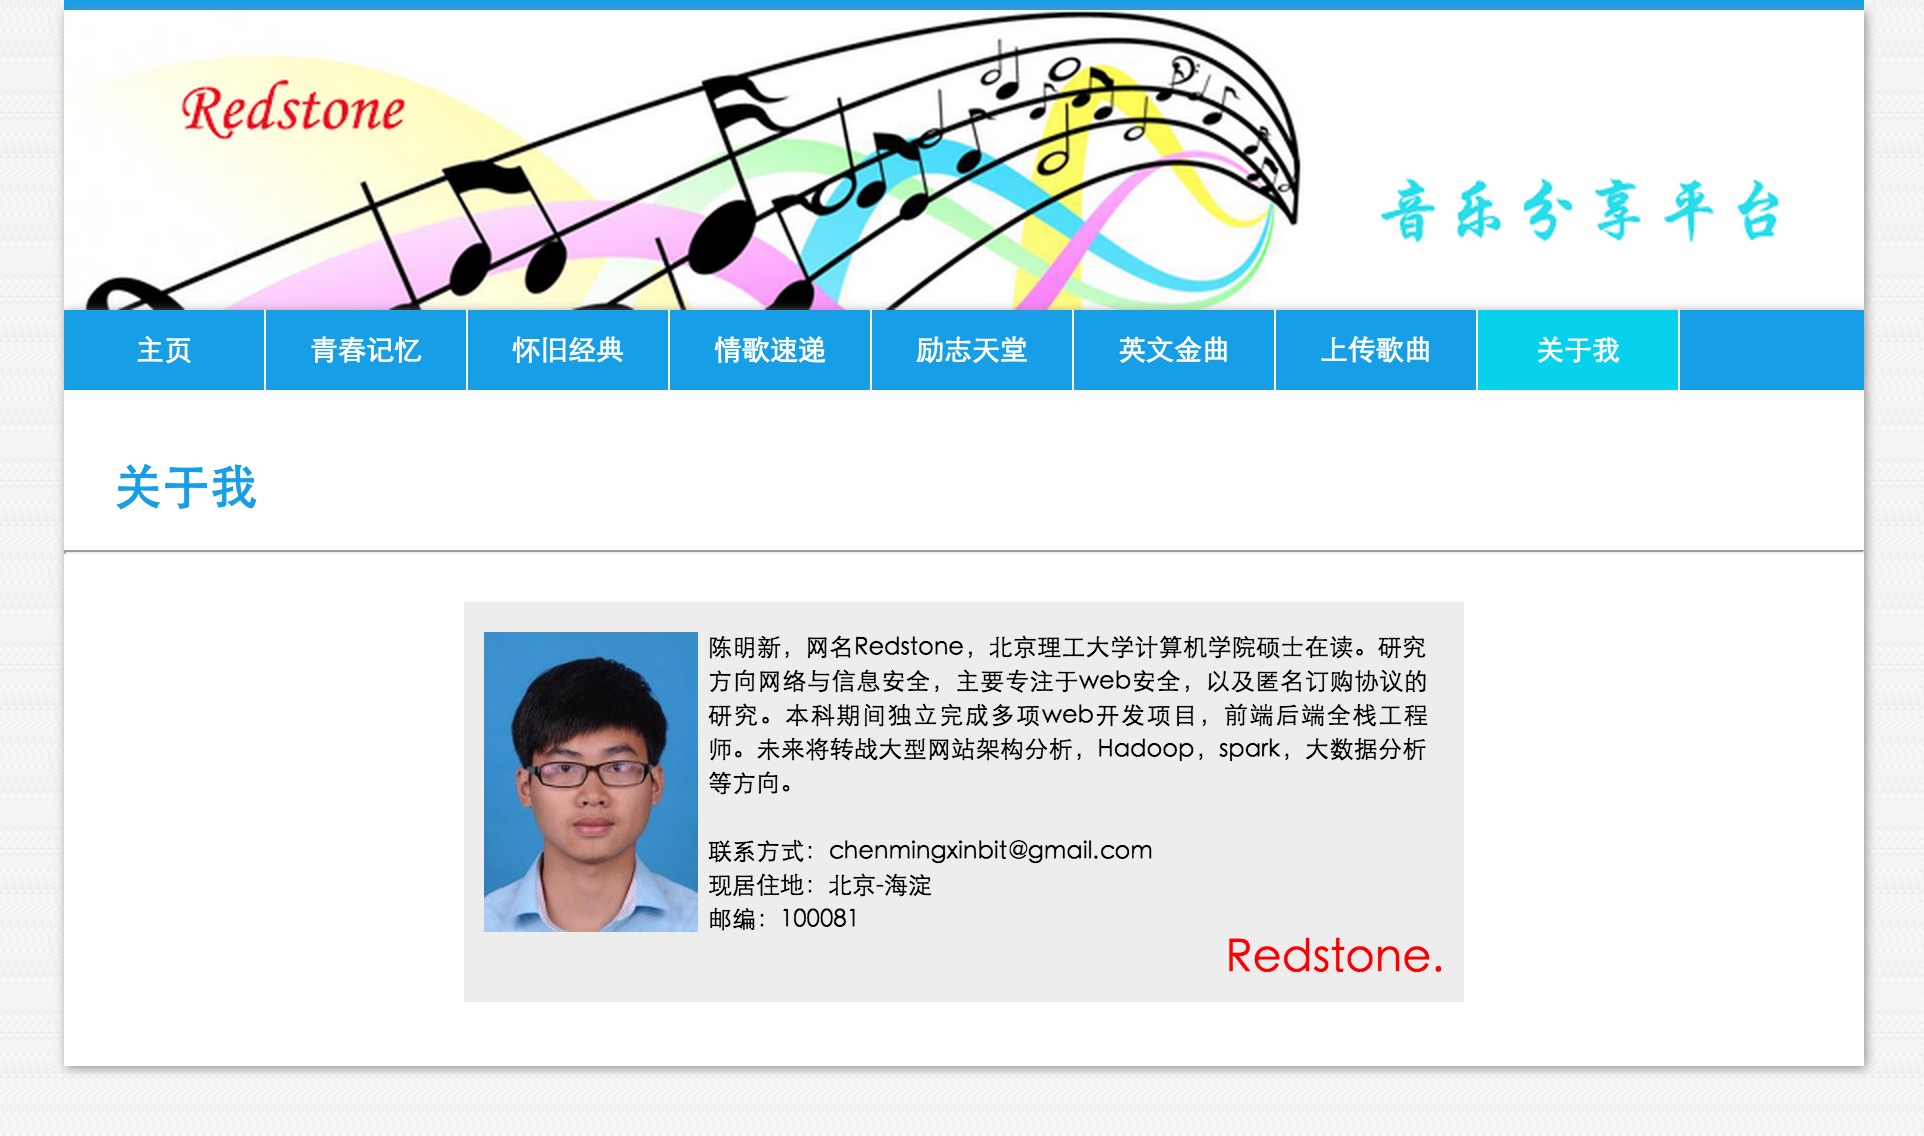 Redstone
音乐分享平台
主页
青春记忆
怀旧经典
情歌速递
励志天堂
英文金曲
上传歌曲
关于我
关于我
陈明新，网名Redstone，北京理工大学计算机学院硕士在读。研究
方向网络与信息安全，主要专注于web安全，以及匿名订购协议的
研究。本科期间独立完成多项web开发项目，前端后端全栈工程
师。未来将转战大型网站架构分析，Hadoop，spark，大数据分析
等方向。
联系方式：chenmingxinbit@gmail.com
现居住地：北京-海淀
邮编：100081
Redstone.